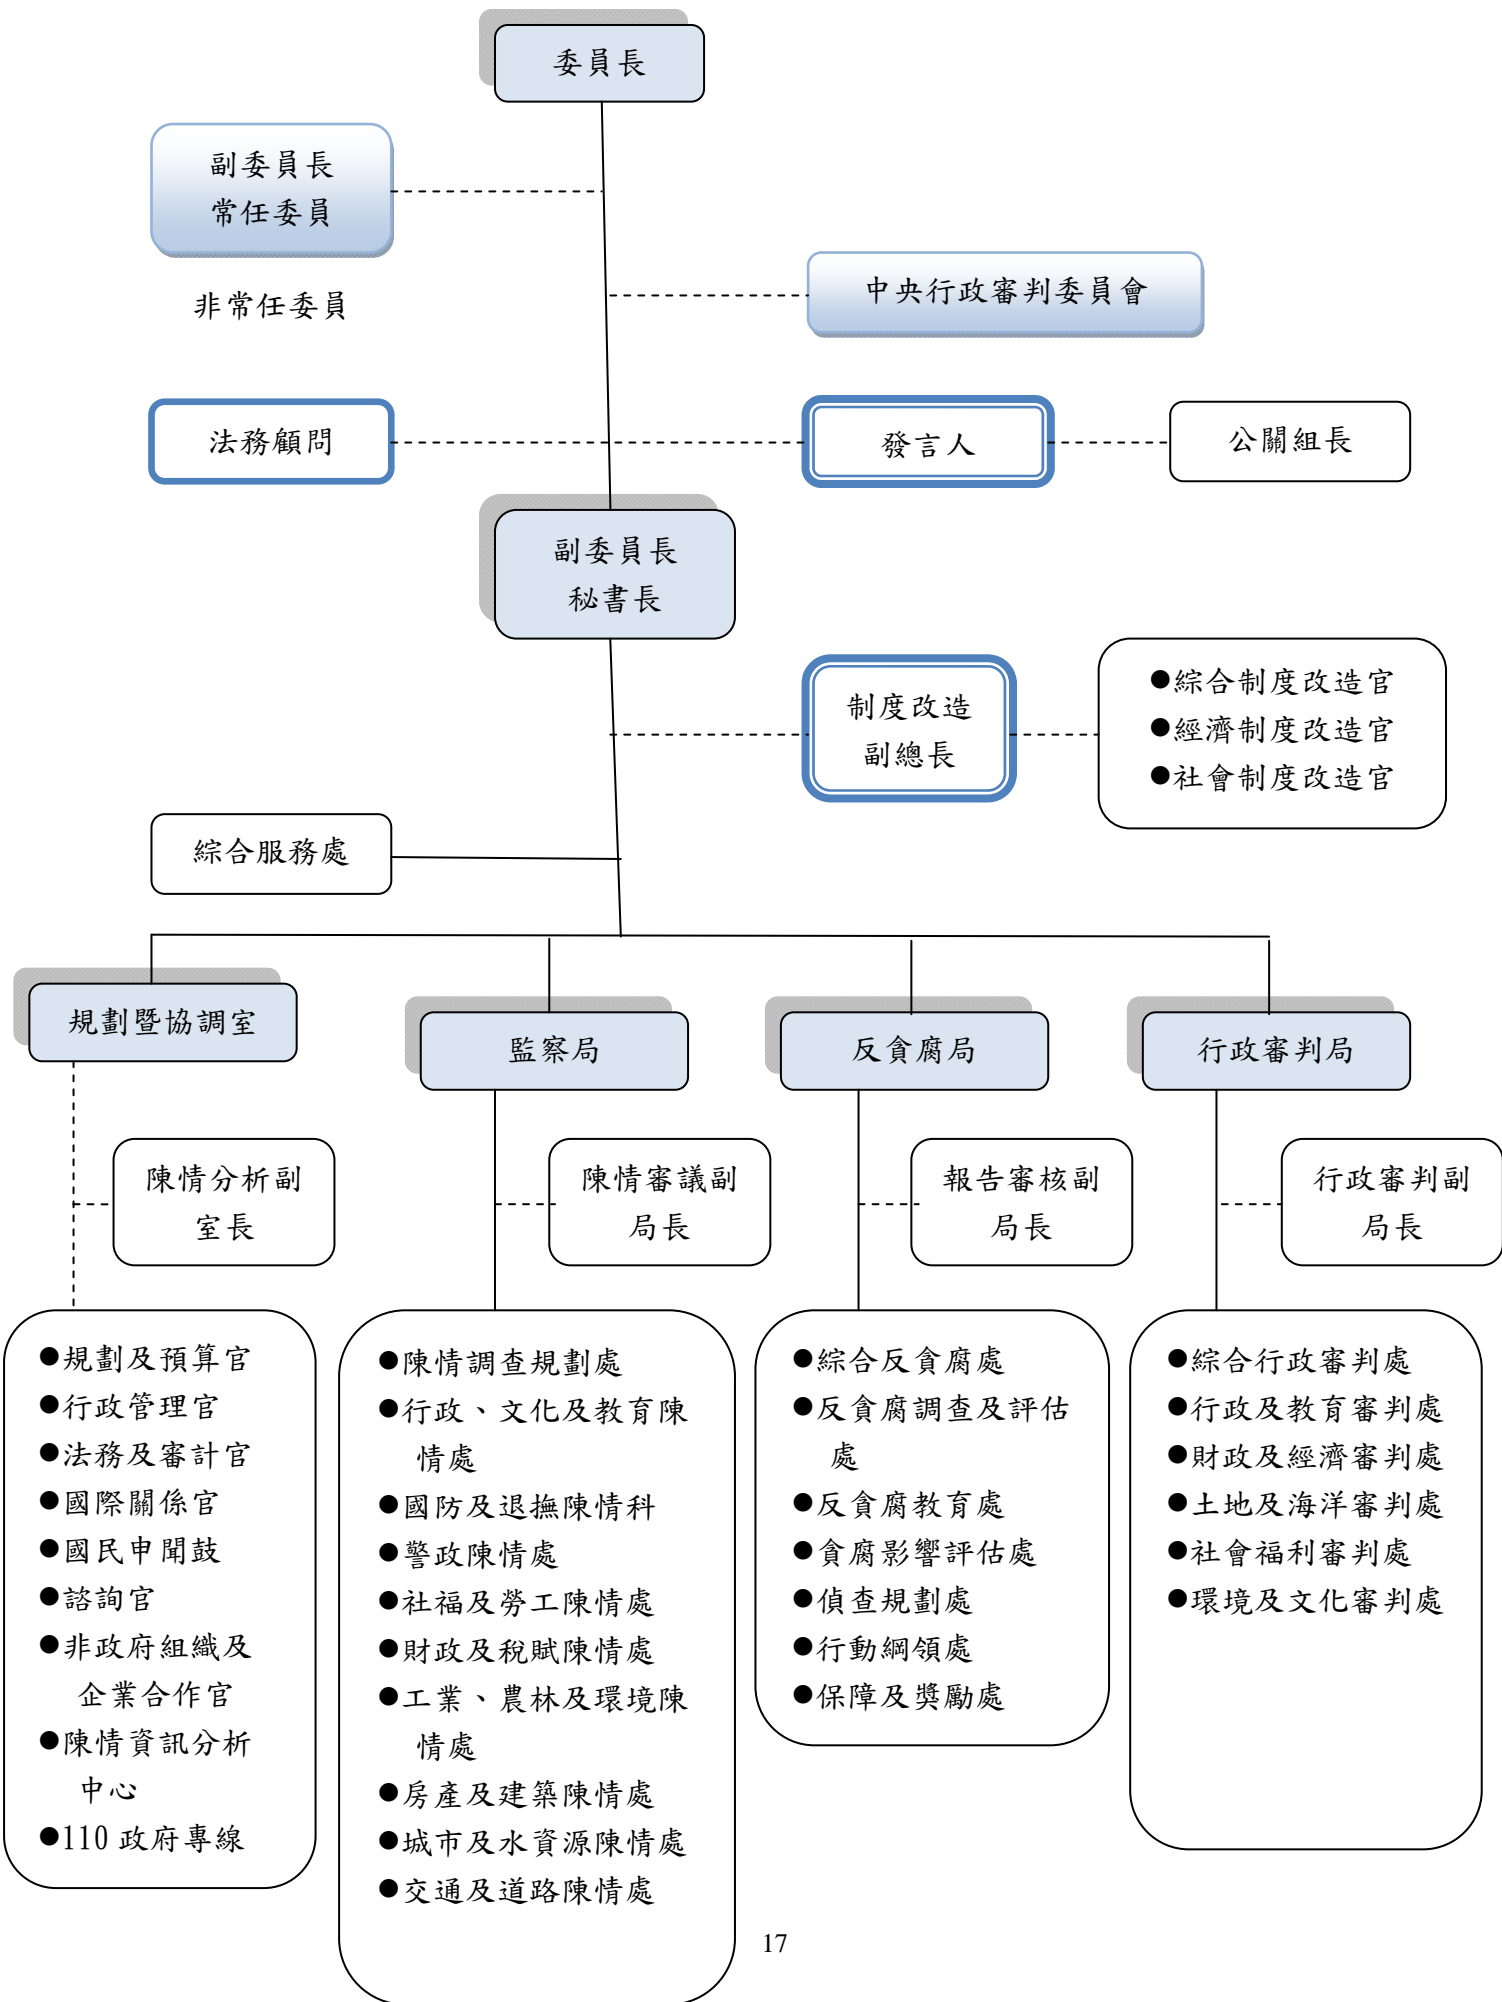 委員長
副委員長
常任委員
非常任委員
中央行政審判委員會
法務顧問
發言人
公關組長
副委員長
秘書長
制度改造
副總長
●綜合制度改造官
●經濟制度改造官
●社會制度改造官
綜合服務處
規劃暨協調室
監察局
反貪腐局
行政審判局
陳情分析副
室長
陳情審議副
局長
報告審核副
局長
行政審判副
局長
●規劃及預算官
●行政管理官
●法務及審計官
●國際關係官
●國民申聞鼓
●諮詢官
●非政府組織及
企業合作官
●陳情資訊分析
中心
●110 政府專線
●陳情調查規劃處
●行政、文化及教育陳
情處
●國防及退撫陳情科
●警政陳情處
●社福及勞工陳情處
●財政及稅賦陳情處
●工業、農林及環境陳
情處
●房產及建築陳情處
●城市及水資源陳情處
●交通及道路陳情處
●綜合反貪腐處
●反貪腐調查及評估
處
●反貪腐教育處
●貪腐影響評估處
●偵查規劃處
●行動綱領處
●保障及獎勵處
●綜合行政審判處
●行政及教育審判處
●財政及經濟審判處
●土地及海洋審判處
●社會福利審判處
●環境及文化審判處
17